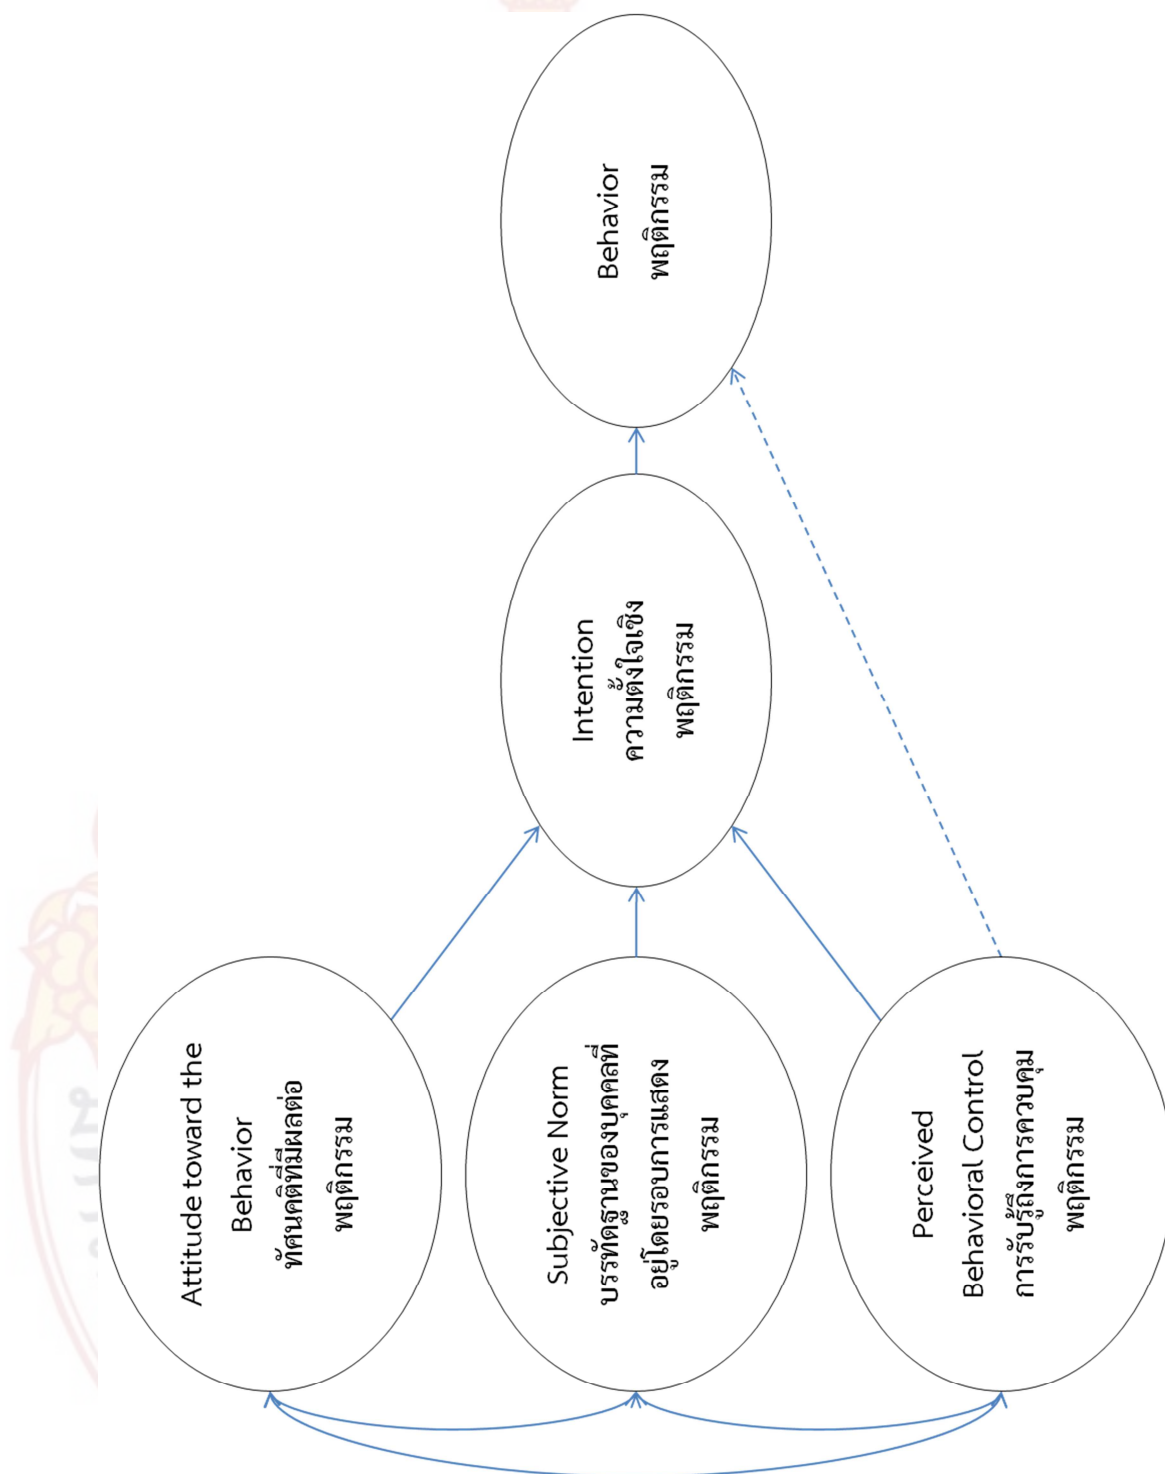 Attitude toward the
Behavior
ทัศนคติที่มีผลต่อ
พฤติกรรม
Subjective Norm
บรรทัดฐานของบุคคลที่
อยู่โดยรอบการแสดง
พฤติกรรม
Perceived
Behavioral Control
การรับรู้ถึงการควบคุม
พฤติกรรม
Intention
ความตั้งใจเชิง
พฤติกรรม
Behavior
พฤติกรรม